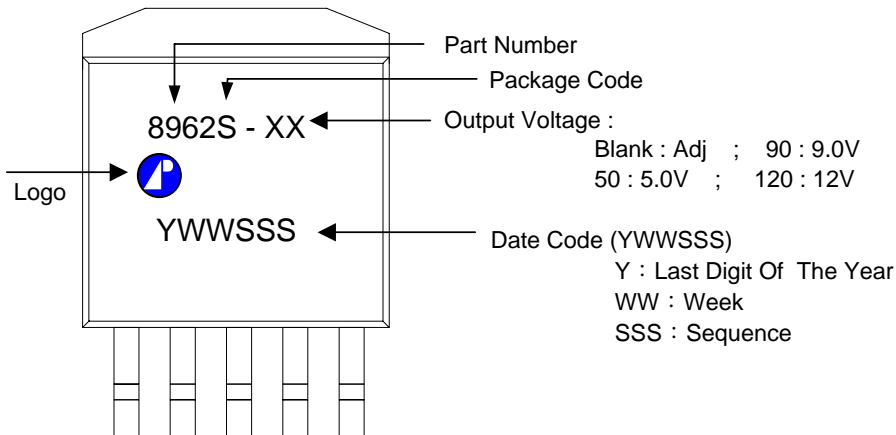 Part Number
Package Code
8962S - XX
Output Voltage :
Blank : Adj ; 90 : 9.0V
50 : 5.0V ; 120 : 12V
Logo
YWWSSS
Date Code (YWWSSS)
Y : Last Digit Of The Year
WW : Week
SSS : Sequence